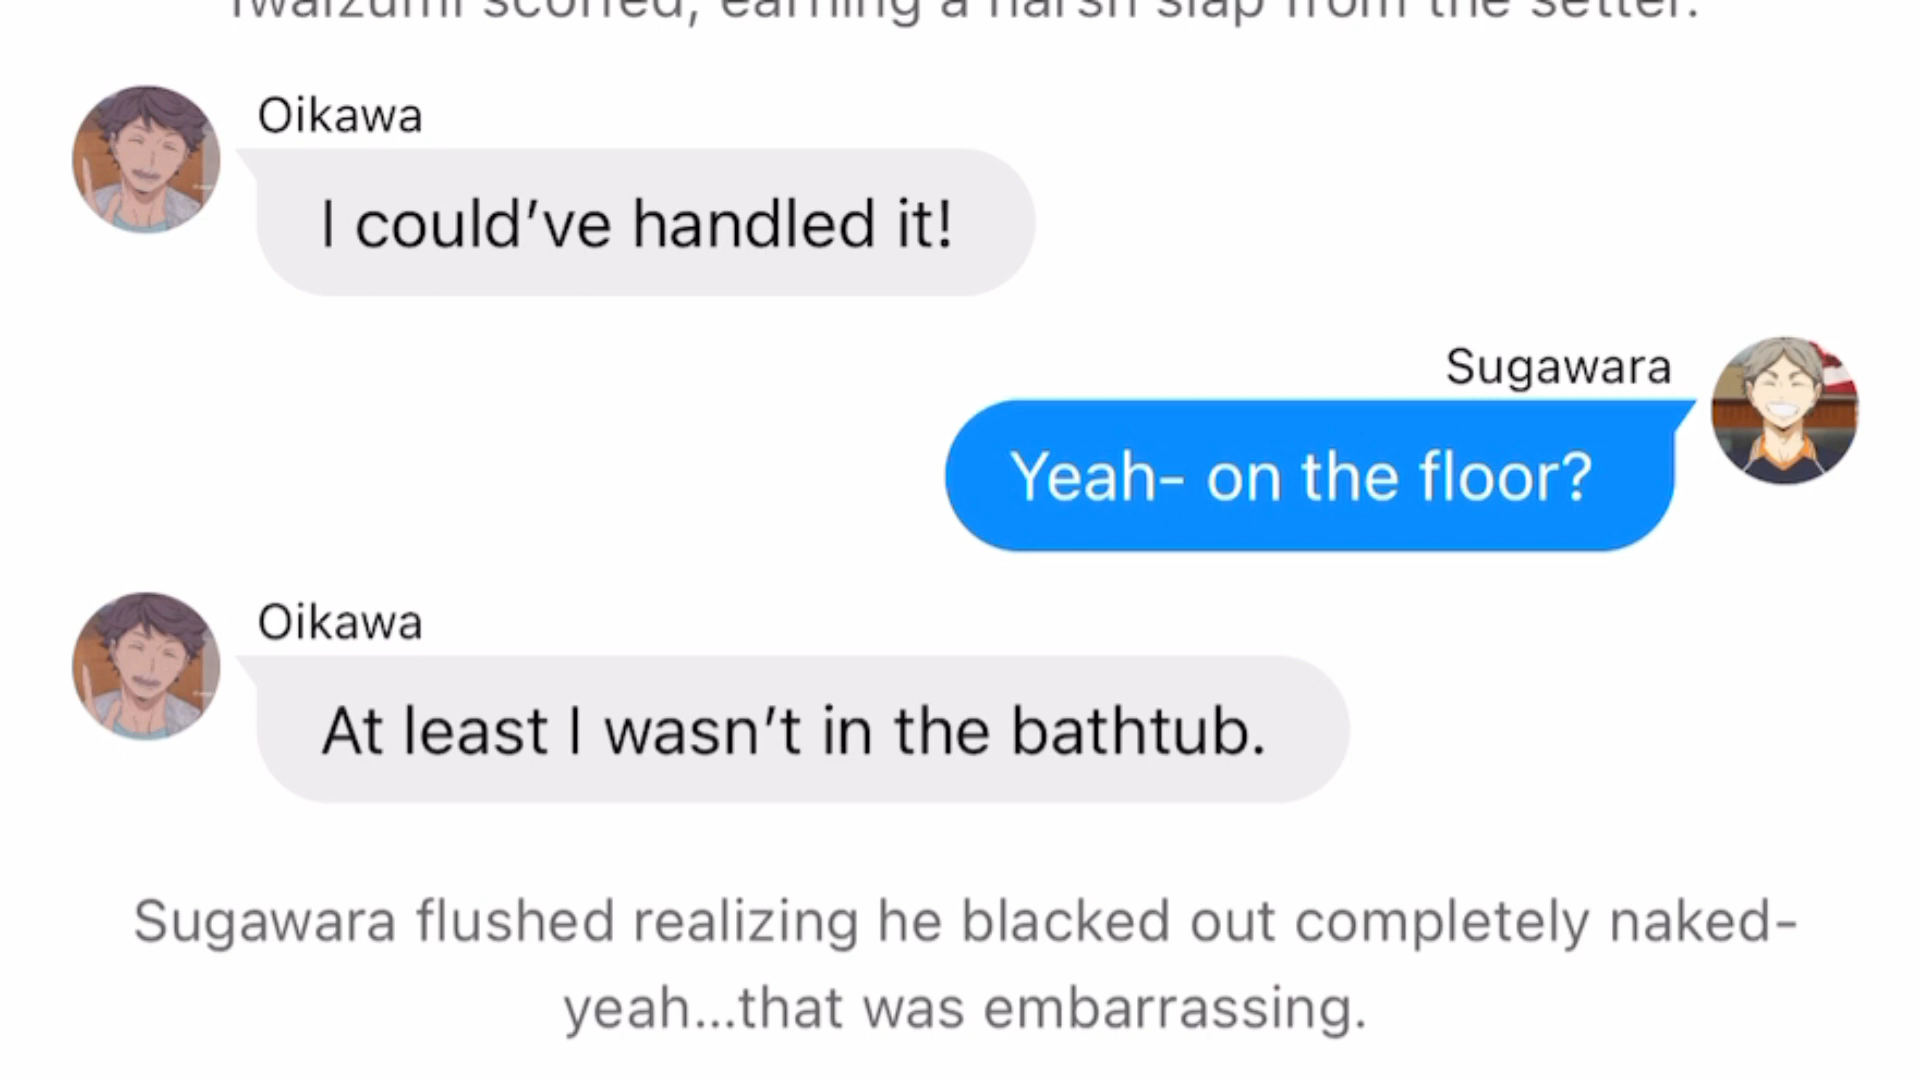 Iwaizumi scoffed, earning a harsh slap from the setter.
Oikawa
I could’ve handled it!
Sugawara
Yeah- on the floor?
Oikawa
At least I wasn’t in the bathtub.
Sugawara flushed realizing he blacked out completely naked-
yeah...that was embarrassing.